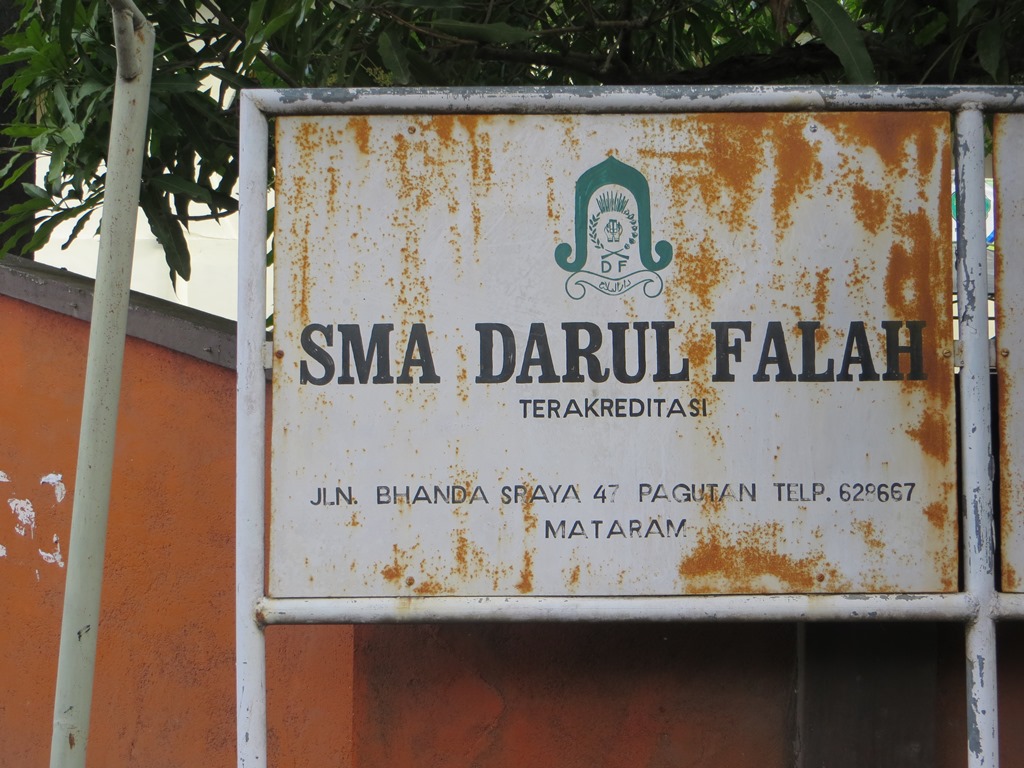 DF
SMA DARUL FALAH
TERAKREDITASI
JLN. BHANDA SRAYA 47 PAGUTAN TELP. 628667
MATARAM